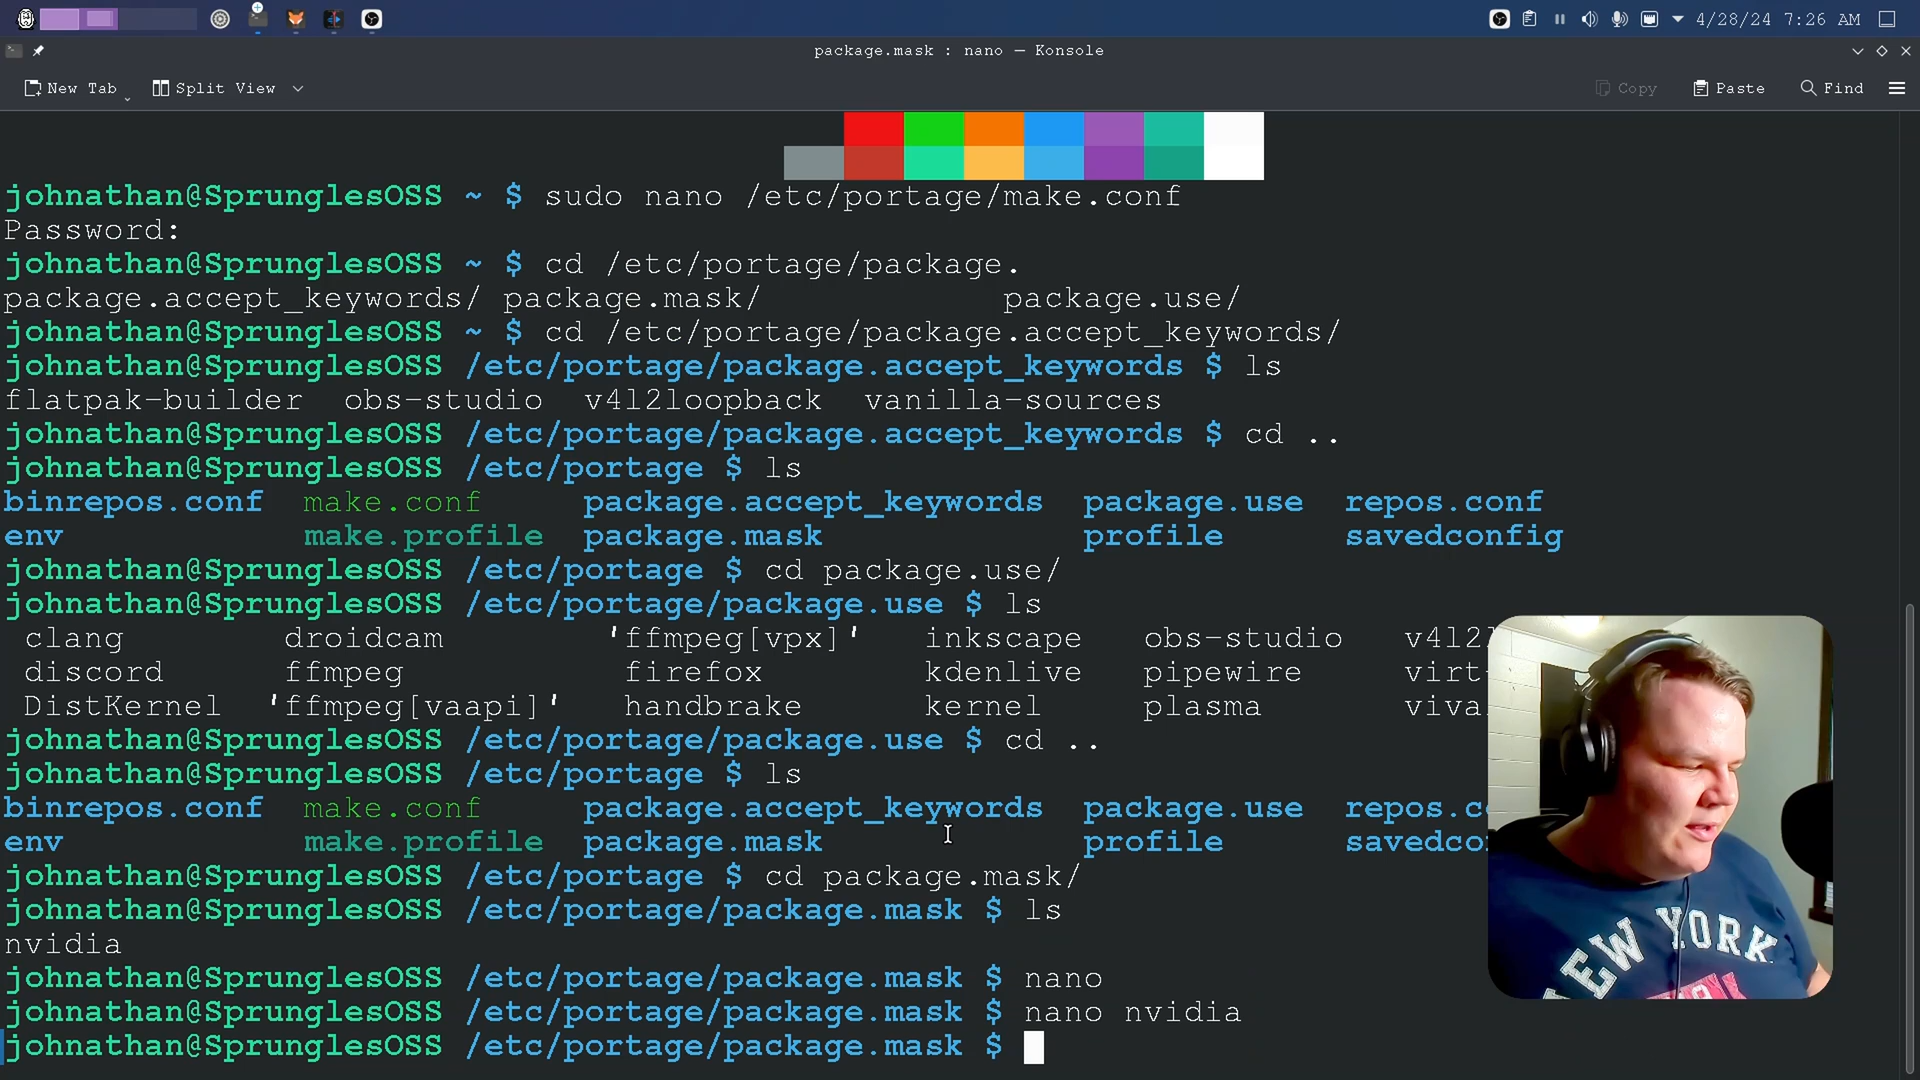 4/28/24 7:26 AM
package.mask : nano — Konsole
New Tab Split View Copy Paste Find
johnathan@SprunglesOSS ~ $ sudo nano /etc/portage/make.conf
Password:
johnathan@SprunglesOSS ~ $ cd /etc/portage/package.
package.accept_keywords/ package.mask/ package.use/
johnathan@SprunglesOSS ~ $ cd /etc/portage/package.accept_keywords/
johnathan@SprunglesOSS /etc/portage/package.accept_keywords $ ls
flatpak-builder obs-studio v4l2loopback vanilla-sources
johnathan@SprunglesOSS /etc/portage/package.accept_keywords $ cd ..
johnathan@SprunglesOSS /etc/portage $ ls
binrepos.conf make.conf package.accept_keywords package.use repos.conf
env make.profile package.mask profile savedconfig
johnathan@SprunglesOSS /etc/portage $ cd package.use/
johnathan@SprunglesOSS /etc/portage/package.use $ ls
clang droidcam 'ffmpeg[vpx]' inkscape obs-studio v4l2
discord ffmpeg firefox kdenlive pipewire virt
DistKernel 'ffmpeg[vaapi]' handbrake kernel plasma viva
johnathan@SprunglesOSS /etc/portage/package.use $ cd ..
johnathan@SprunglesOSS /etc/portage $ ls
binrepos.conf make.conf package.accept_keywords package.use repos.c
env make.profile package.mask profile savedco
johnathan@SprunglesOSS /etc/portage $ cd package.mask/
johnathan@SprunglesOSS /etc/portage/package.mask $ ls
nvidia
johnathan@SprunglesOSS /etc/portage/package.mask $ nano
johnathan@SprunglesOSS /etc/portage/package.mask $ nano nvidia
johnathan@SprunglesOSS /etc/portage/package.mask $
NEW YORK